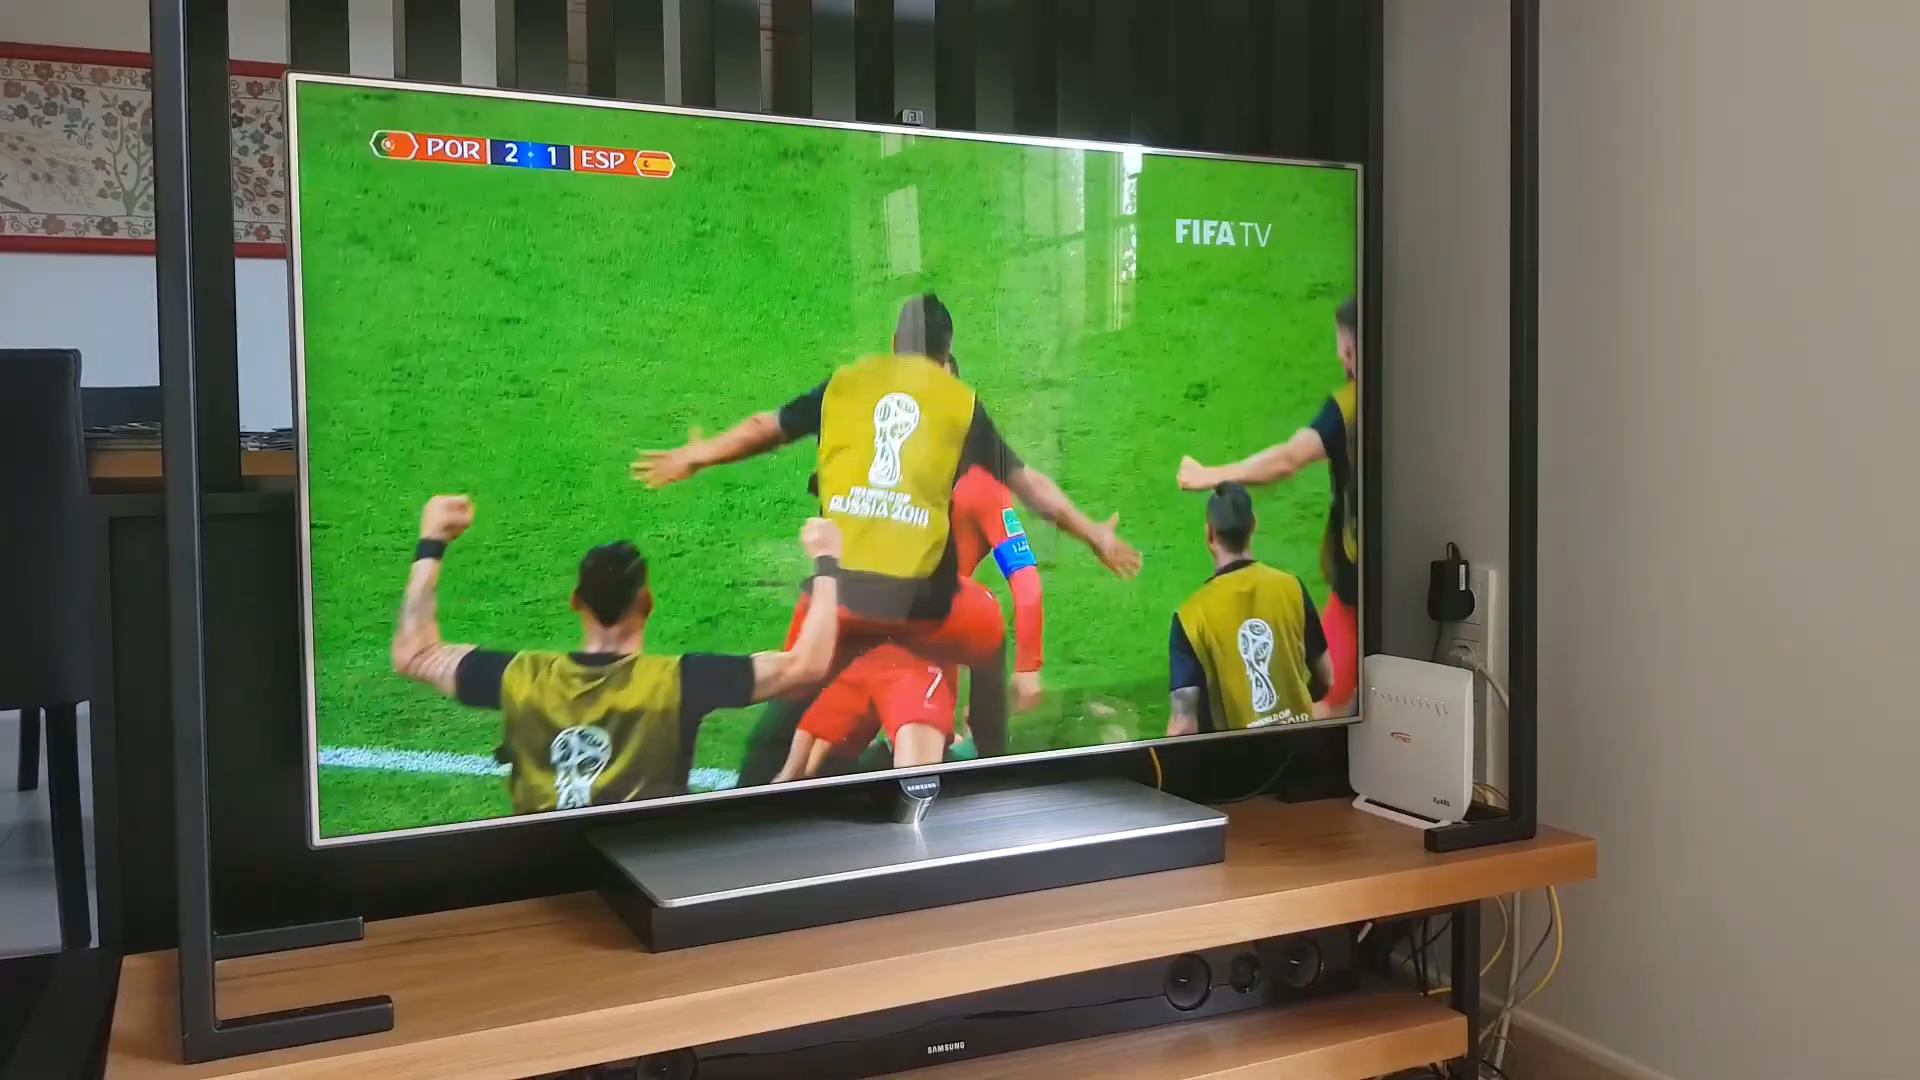 POR 2 : 1 ESP
FIFA TV
RUSSIA 2018
7
SAMSUNG
ZyXEL
SAMSUNG